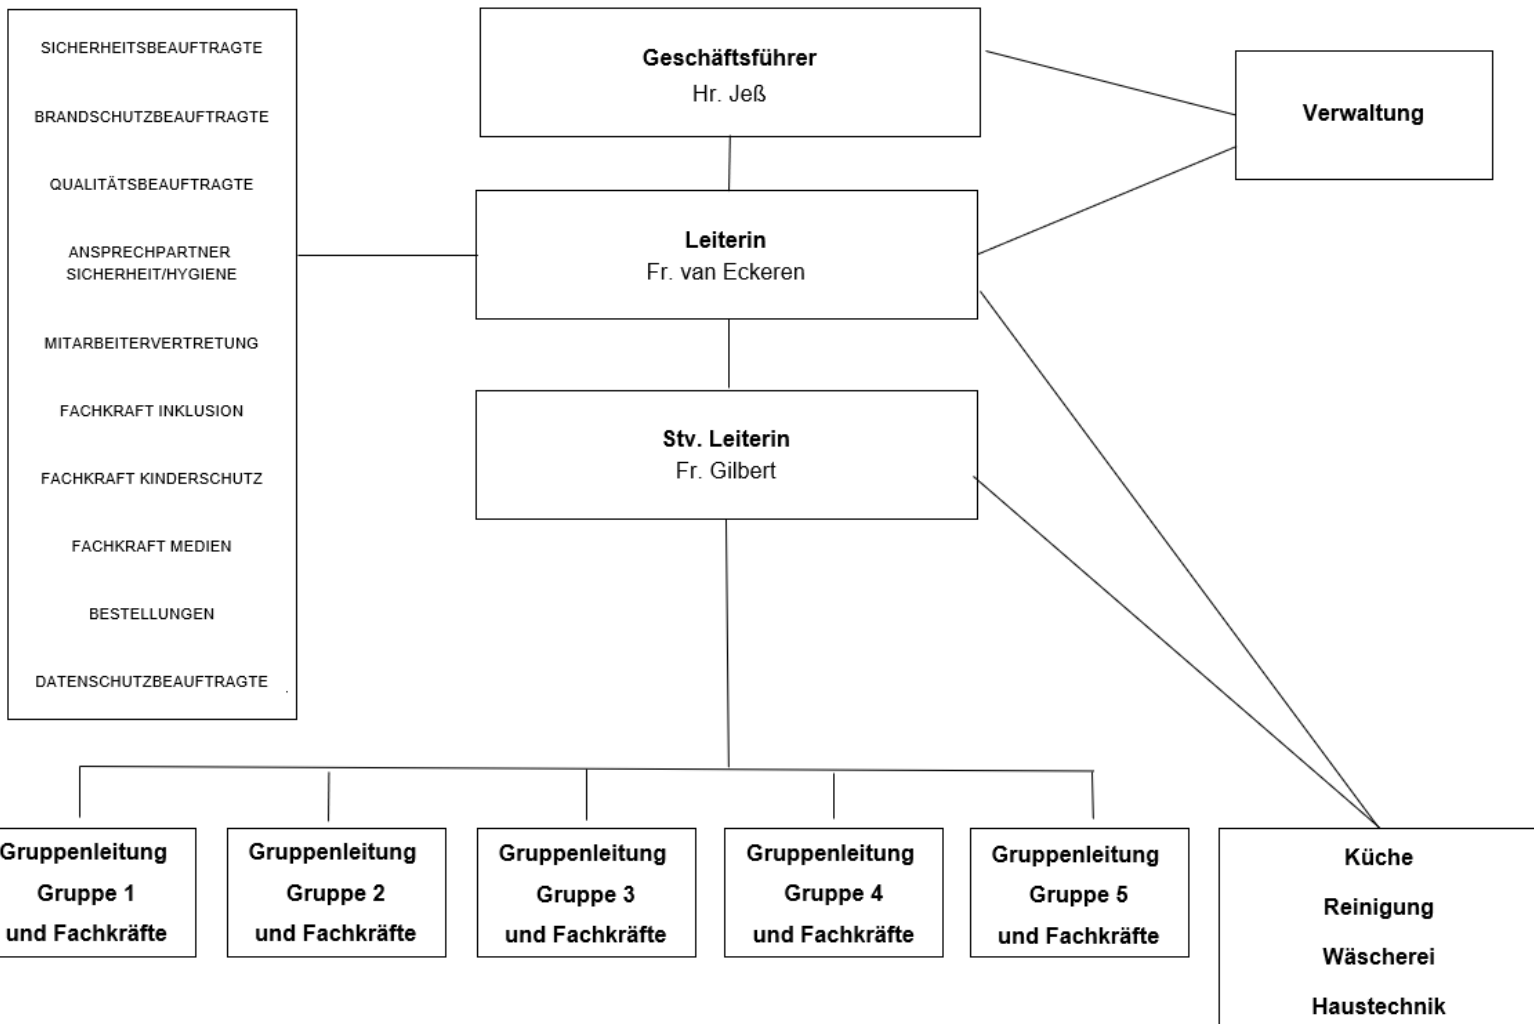 SICHERHEITSBEAUFTRAGTE
BRANDSCHUTZBEAUFTRAGTE
QUALITÄTSBEAUFTRAGTE
ANSPRECHPARTNER
SICHERHEIT/HYGIENE
MITARBEITERVERTRETUNG
FACHKRAFT INKLUSION
FACHKRAFT KINDERSCHUTZ
FACHKRAFT MEDIEN
BESTELLUNGEN
DATENSCHUTZBEAUFTRAGTE .
Geschäftsführer
Hr. Jeß
Verwaltung
Leiterin
Fr. van Eckeren
Stv. Leiterin
Fr. Gilbert
Gruppenleitung
Gruppe 1
und Fachkräfte
Gruppenleitung
Gruppe 2
und Fachkräfte
Gruppenleitung
Gruppe 3
und Fachkräfte
Gruppenleitung
Gruppe 4
und Fachkräfte
Gruppenleitung
Gruppe 5
und Fachkräfte
Küche
Reinigung
Wäscherei
Haustechnik